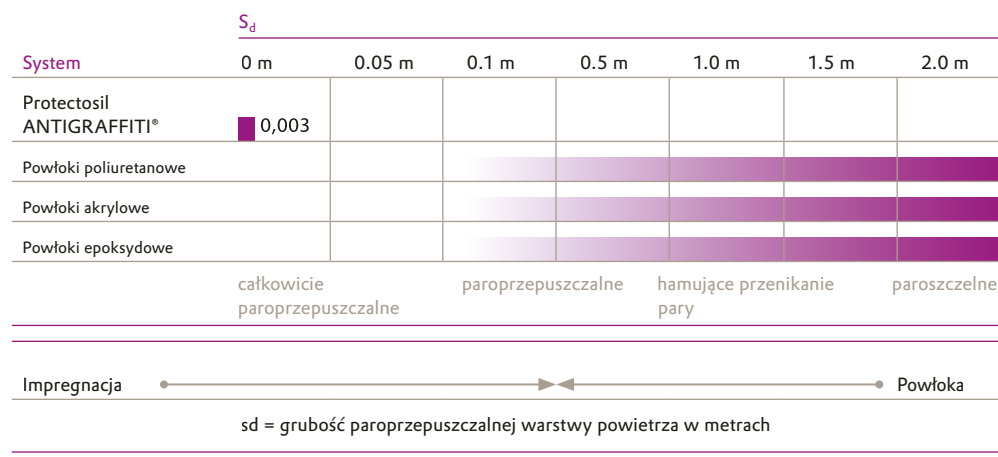 Sd
System 0 m 0.05 m 0.1 m 0.5 m 1.0 m 1.5 m 2.0 m
Protectosil
ANTIGRAFFITI® 0,003
Powłoki poliuretanowe
Powłoki akrylowe
Powłoki epoksydowe
całkowicie paroprzepuszczalne hamujące przenikanie paroszczelne
paroprzepuszczalne pary
Impregnacja Powłoka
sd = grubość paroprzepuszczalnej warstwy powietrza w metrach